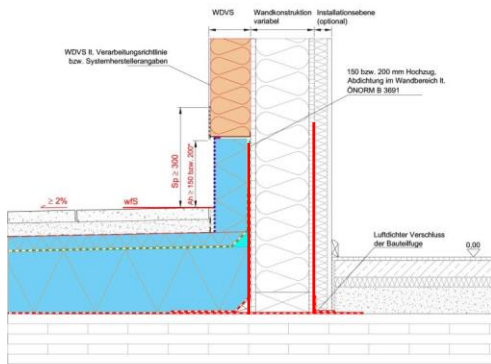 WDVS
Wandkonstruktion
variabel
Installationsebene
(optional)
WDVS lt. Verarbeitungsrichtlinie
bzw. Systemherstellerangaben
150 bzw. 200 mm Hochzug,
Abdichtung im Wandbereich lt.
ÖNORM B 3691
Sp ≥ 300
Ab ≥ 150 bzw. 200*
≥ 2%
wfS
Luftdichter Verschluss
der Bauteilfuge
0,00